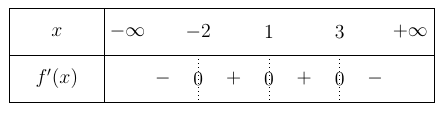 x −∞ −2 1 3 +∞
f′(x) − 0 + 0 + 0 −